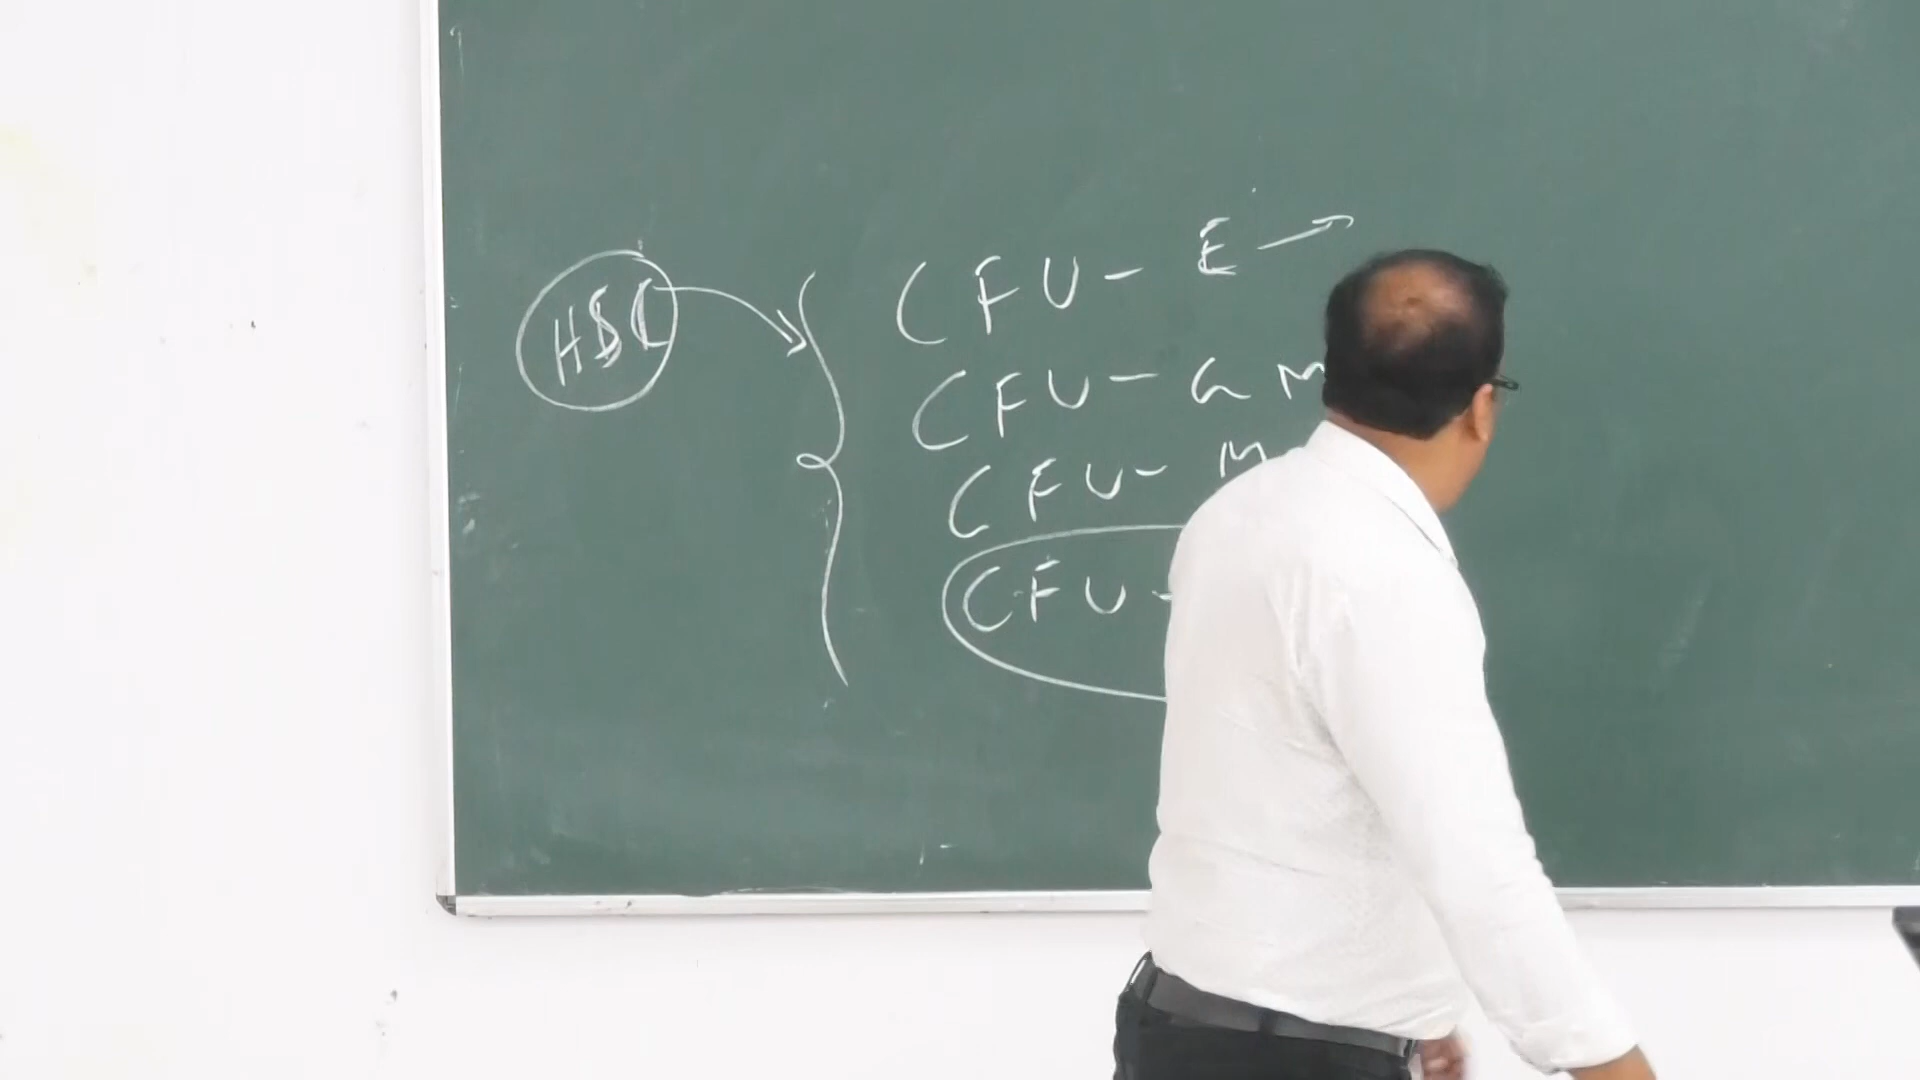 HSC
CFU - E →
CFU - G M
CFU - M
CFU -